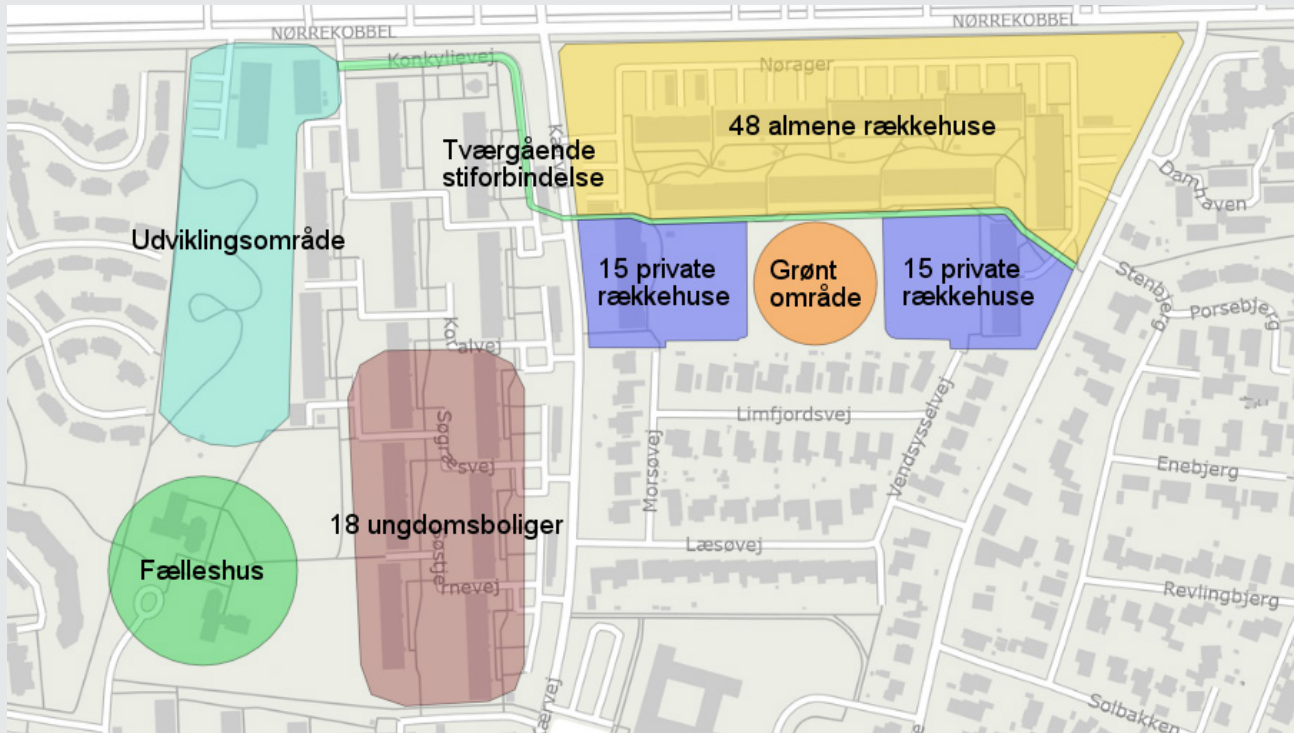 NØRREKOBBEL
NØRREKOBBEL
Konkylievej
Nørager
48 almene rækkehuse
Tværgående
stiforbindelse
Damhaven
Udviklingsområde
15 private
rækkehuse
Grønt
område
15 private
rækkehuse
Stenbjerg
Porsebjerg
Koralvej
Limfjordsvej
Vendsysselvej
Morsøvej
Søgræsvej
Enebjerg
18 ungdomsboliger
Læsøvej
Søstjernevej
Fælleshus
Revlingbjerg
Solbakken